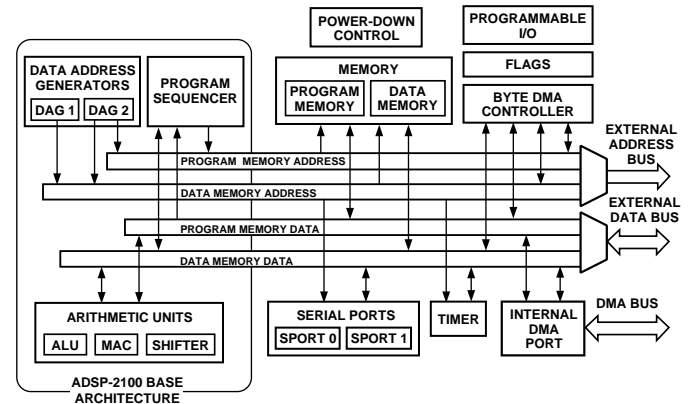 POWER-DOWN
CONTROL
PROGRAMMABLE
I/O
FLAGS
DATA ADDRESS
GENERATORS
DAG 1
DAG 2
PROGRAM
SEQUENCER
MEMORY
PROGRAM
MEMORY
DATA
MEMORY
BYTE DMA
CONTROLLER
EXTERNAL
ADDRESS
BUS
PROGRAM MEMORY ADDRESS
DATA MEMORY ADDRESS
EXTERNAL
DATA BUS
PROGRAM MEMORY DATA
DATA MEMORY DATA
ARITHMETIC UNITS
ALU
MAC
SHIFTER
SERIAL PORTS
SPORT 0
SPORT 1
TIMER
INTERNAL
DMA
PORT
DMA BUS
ADSP-2100 BASE
ARCHITECTURE